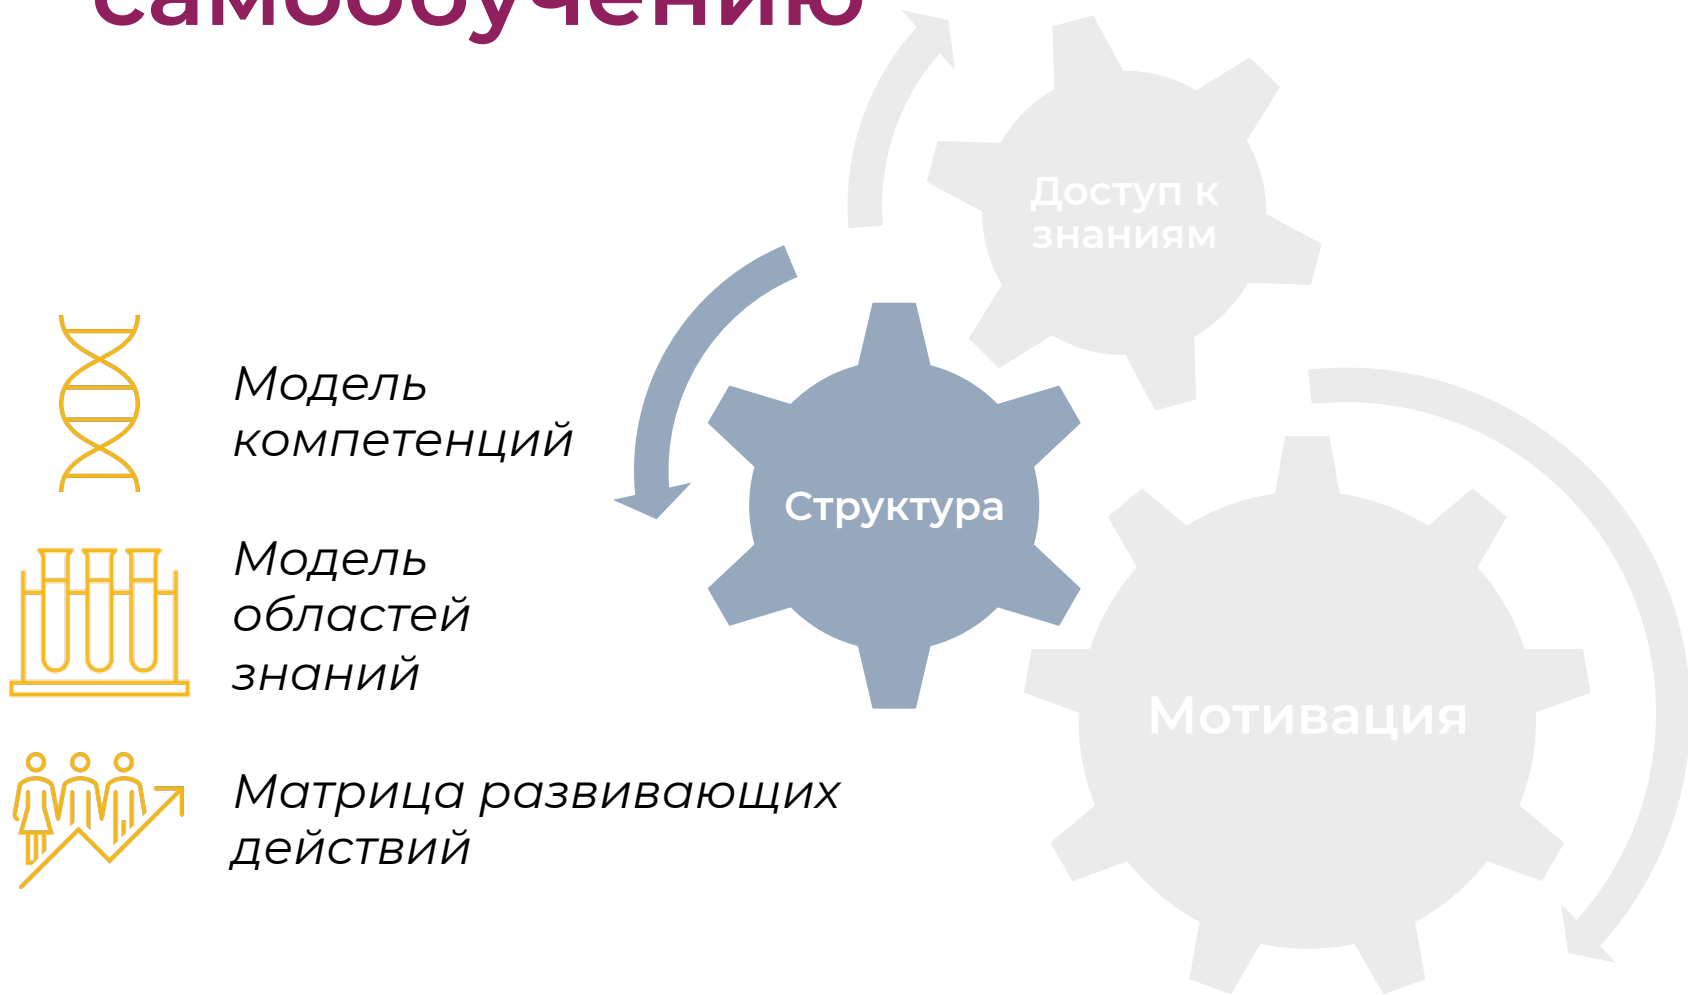 самообучению
Доступ к
знаниям
Модель
компетенций
Структура
Модель
областей
знаний
Мотивация
Матрица развивающих
действий